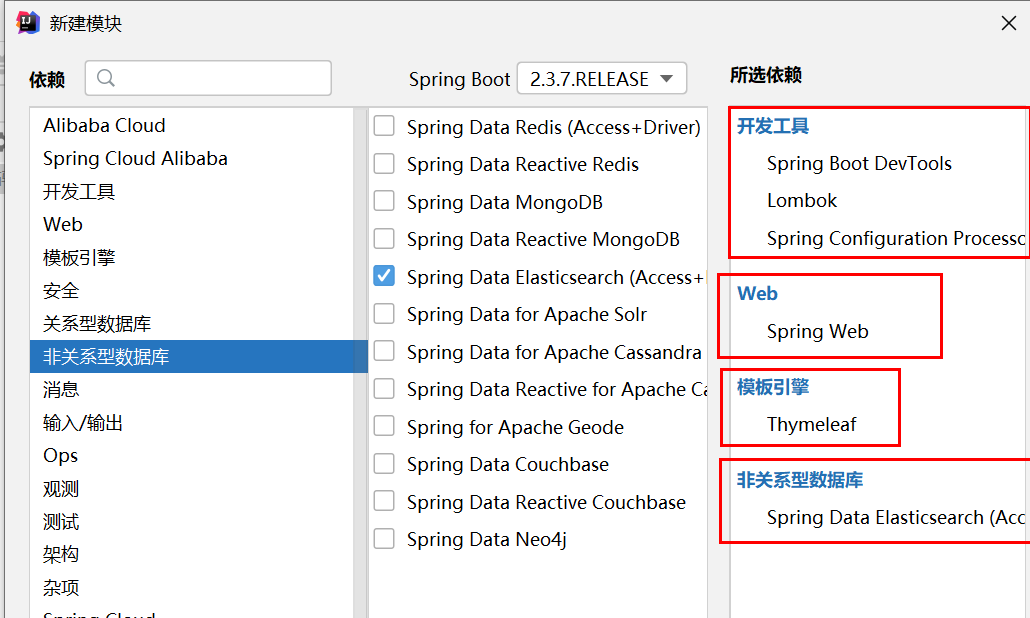 新建模块
依赖
Spring Boot 2.3.7.RELEASE
所选依赖
Alibaba Cloud
Spring Cloud Alibaba
开发工具
Web
模板引擎
安全
关系型数据库
非关系型数据库
消息
输入/输出
Ops
观测
测试
架构
杂项
Spring Cloud
Spring Data Redis (Access+Driver)
Spring Data Reactive Redis
Spring Data MongoDB
Spring Data Reactive MongoDB
Spring Data Elasticsearch (Access+
Spring Data for Apache Solr
Spring Data for Apache Cassandra
Spring Data Reactive for Apache Ca
Spring for Apache Geode
Spring Data Couchbase
Spring Data Reactive Couchbase
Spring Data Neo4j
开发工具
Spring Boot DevTools
Lombok
Spring Configuration Processo
Web
Spring Web
模板引擎
Thymeleaf
非关系型数据库
Spring Data Elasticsearch (Acc